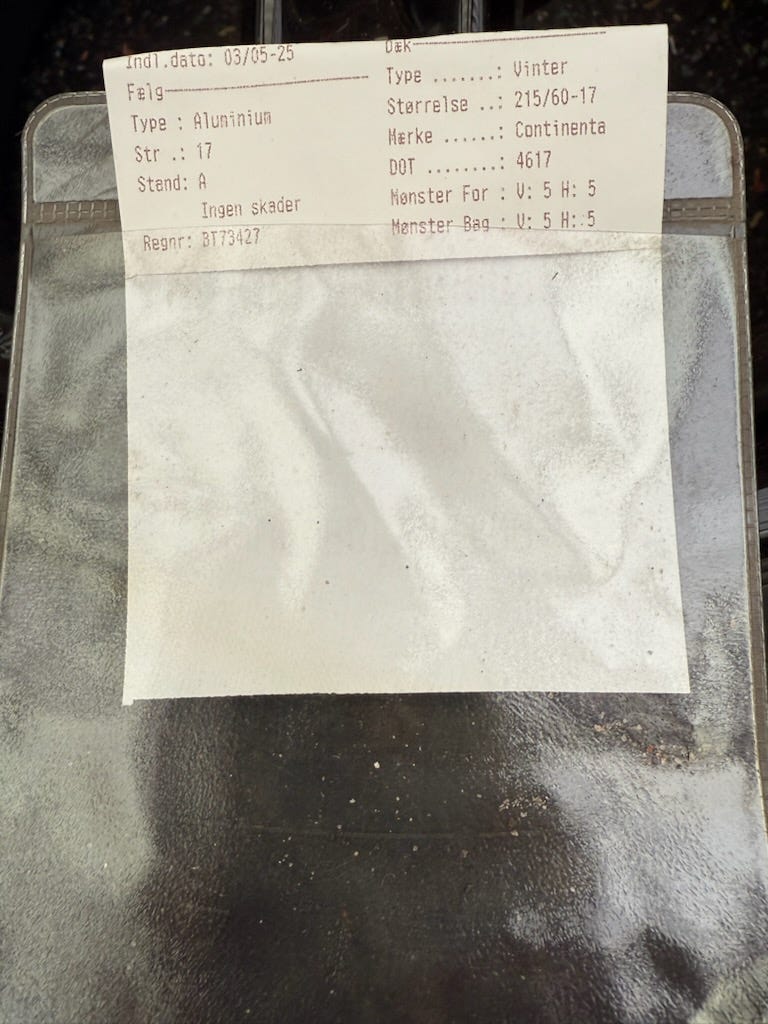 Indl.dato: 03/05-25
Fælg
Type : Aluminium
Str .: 17
Stand: A
Ingen skader
Regnr: BT73427
Dæk
Type .......: Vinter
Størrelse ..: 215/60-17
Mærke ......: Continenta
DOT ........: 4617
Mønster For : V: 5 H: 5
Mønster Bag : V: 5 H: 5